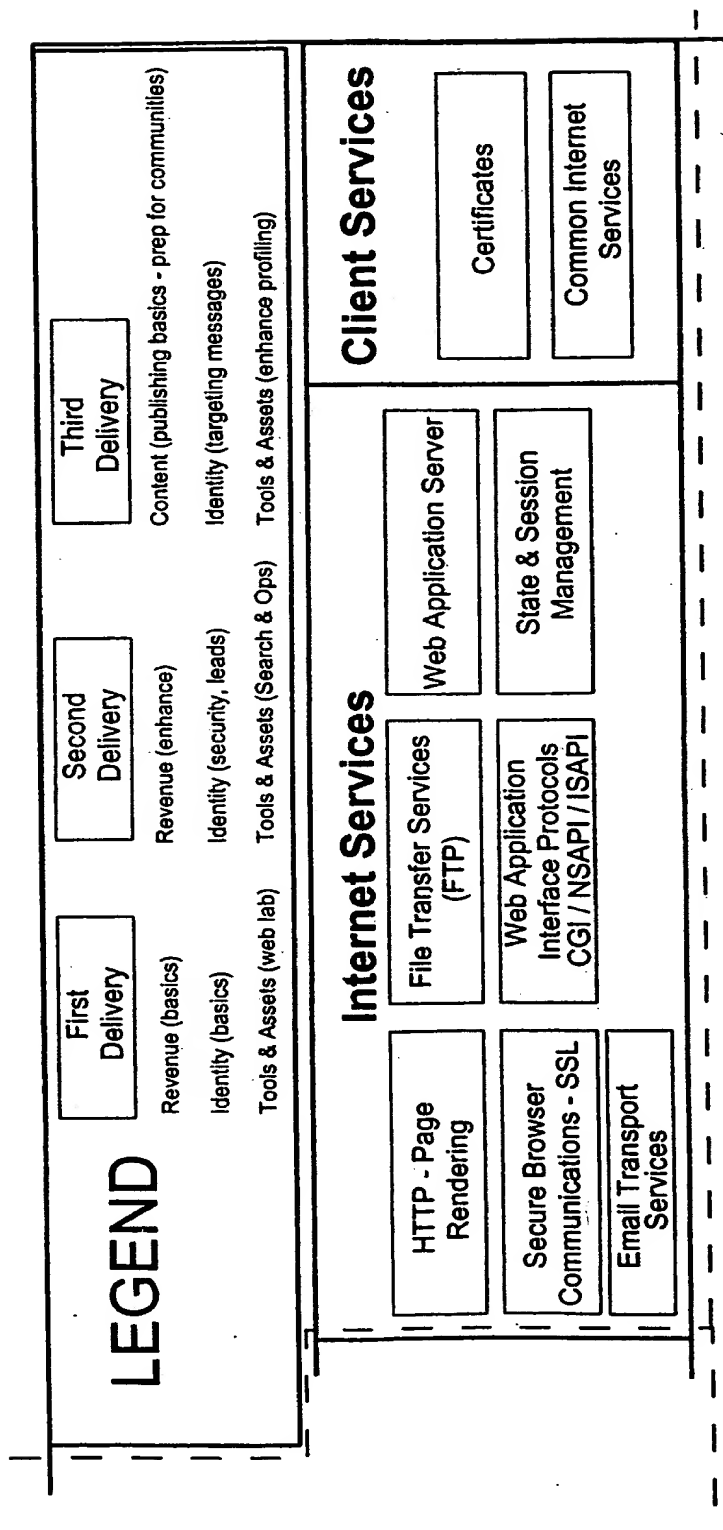 LEGEND
First
Delivery
Revenue (basics)
Identity (basics)
Tools & Assets (web lab)
Second
Delivery
Revenue (enhance)
Identity (security, leads)
Tools & Assets (Search & Ops)
Third
Delivery
Content (publishing basics - prep for communities)
Identity (targeting messages)
Tools & Assets (enhance profiling)
Internet Services
HTTP - Page
Rendering
File Transfer Services
(FTP)
Web Application Server
Secure Browser
Communications - SSL
Web Application
Interface Protocols
CGI / NSAPI / ISAPI
State & Session
Management
Email Transport
Services
Client Services
Certificates
Common Internet
Services